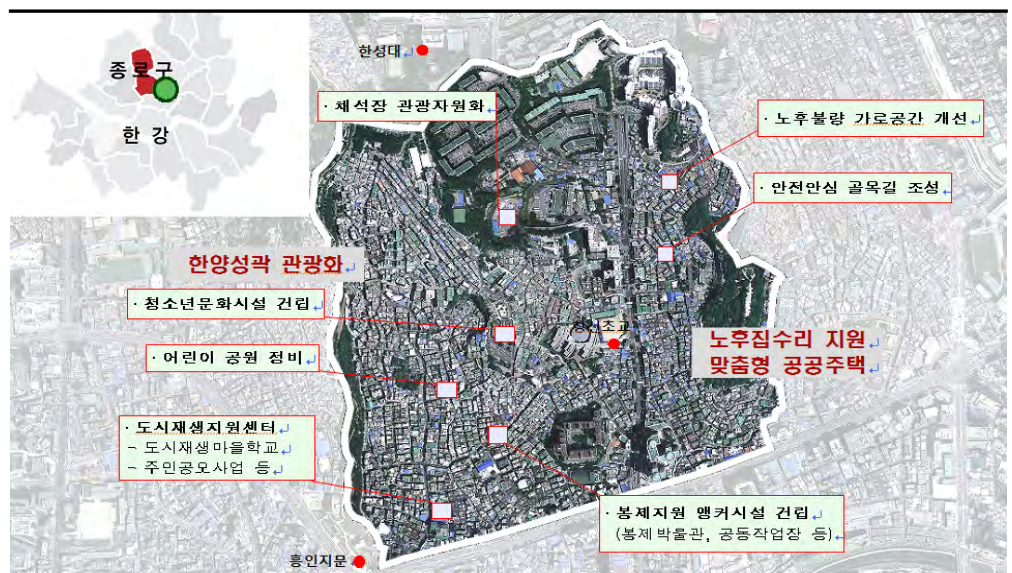 종로구
한 강
한성대
· 채석장 관광자원화
· 노후불량 가로공간 개선
· 안전안심 골목길 조성
한양성곽 관광화
· 청소년문화시설 건립
노후집수리 지원
맞춤형 공공주택
· 어린이 공원 정비
· 도시재생지원센터
- 도시재생마을학교
- 주민공모사업 등
· 봉제지원 앵커시설 건립
(봉제박물관, 공동작업장 등)
흥인지문